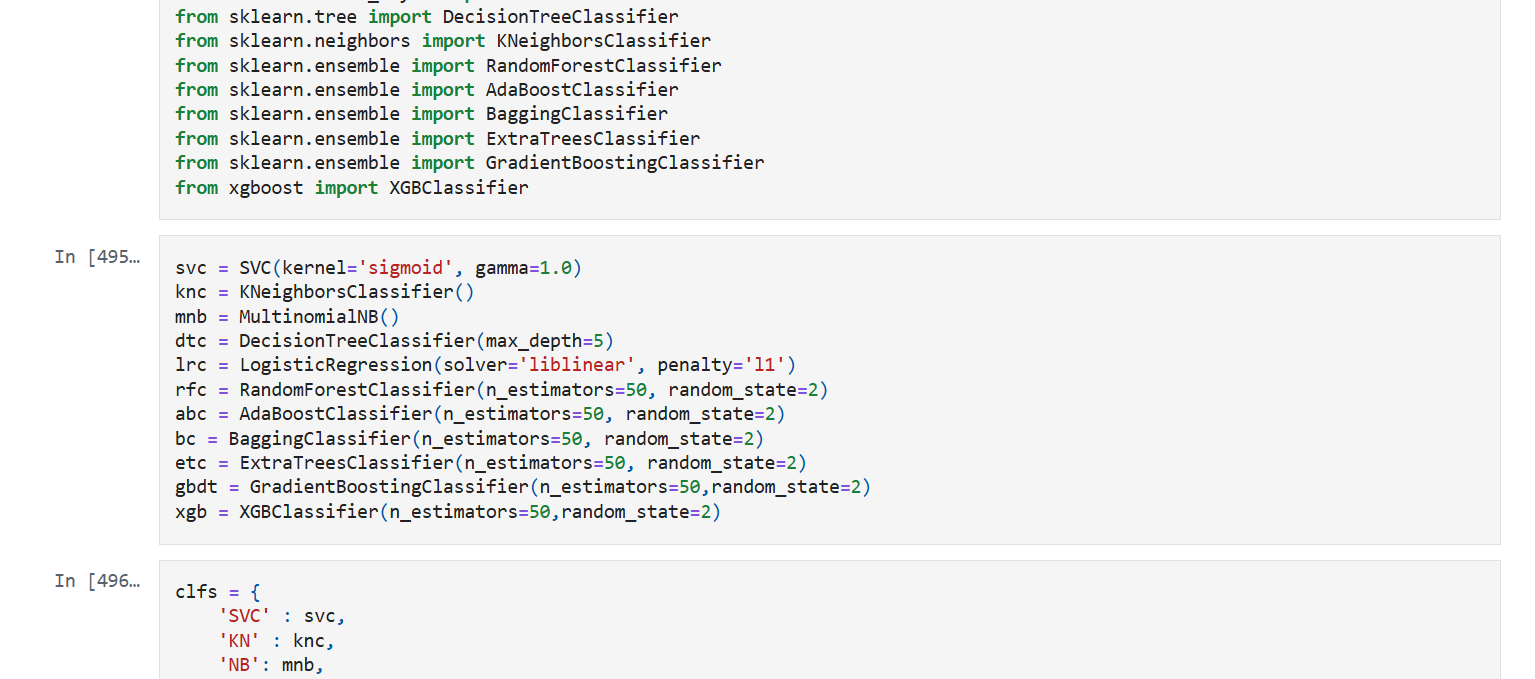 from sklearn.tree import DecisionTreeClassifier
from sklearn.neighbors import KNeighborsClassifier
from sklearn.ensemble import RandomForestClassifier
from sklearn.ensemble import AdaBoostClassifier
from sklearn.ensemble import BaggingClassifier
from sklearn.ensemble import ExtraTreesClassifier
from sklearn.ensemble import GradientBoostingClassifier
from xgboost import XGBClassifier
In [495…
svc = SVC(kernel='sigmoid', gamma=1.0)
knc = KNeighborsClassifier()
mnb = MultinomialNB()
dtc = DecisionTreeClassifier(max_depth=5)
lrc = LogisticRegression(solver='liblinear', penalty='l1')
rfc = RandomForestClassifier(n_estimators=50, random_state=2)
abc = AdaBoostClassifier(n_estimators=50, random_state=2)
bc = BaggingClassifier(n_estimators=50, random_state=2)
etc = ExtraTreesClassifier(n_estimators=50, random_state=2)
gbdt = GradientBoostingClassifier(n_estimators=50,random_state=2)
xgb = XGBClassifier(n_estimators=50,random_state=2)
In [496…
clfs = {
    'SVC' : svc,
    'KN' : knc,
    'NB': mnb,